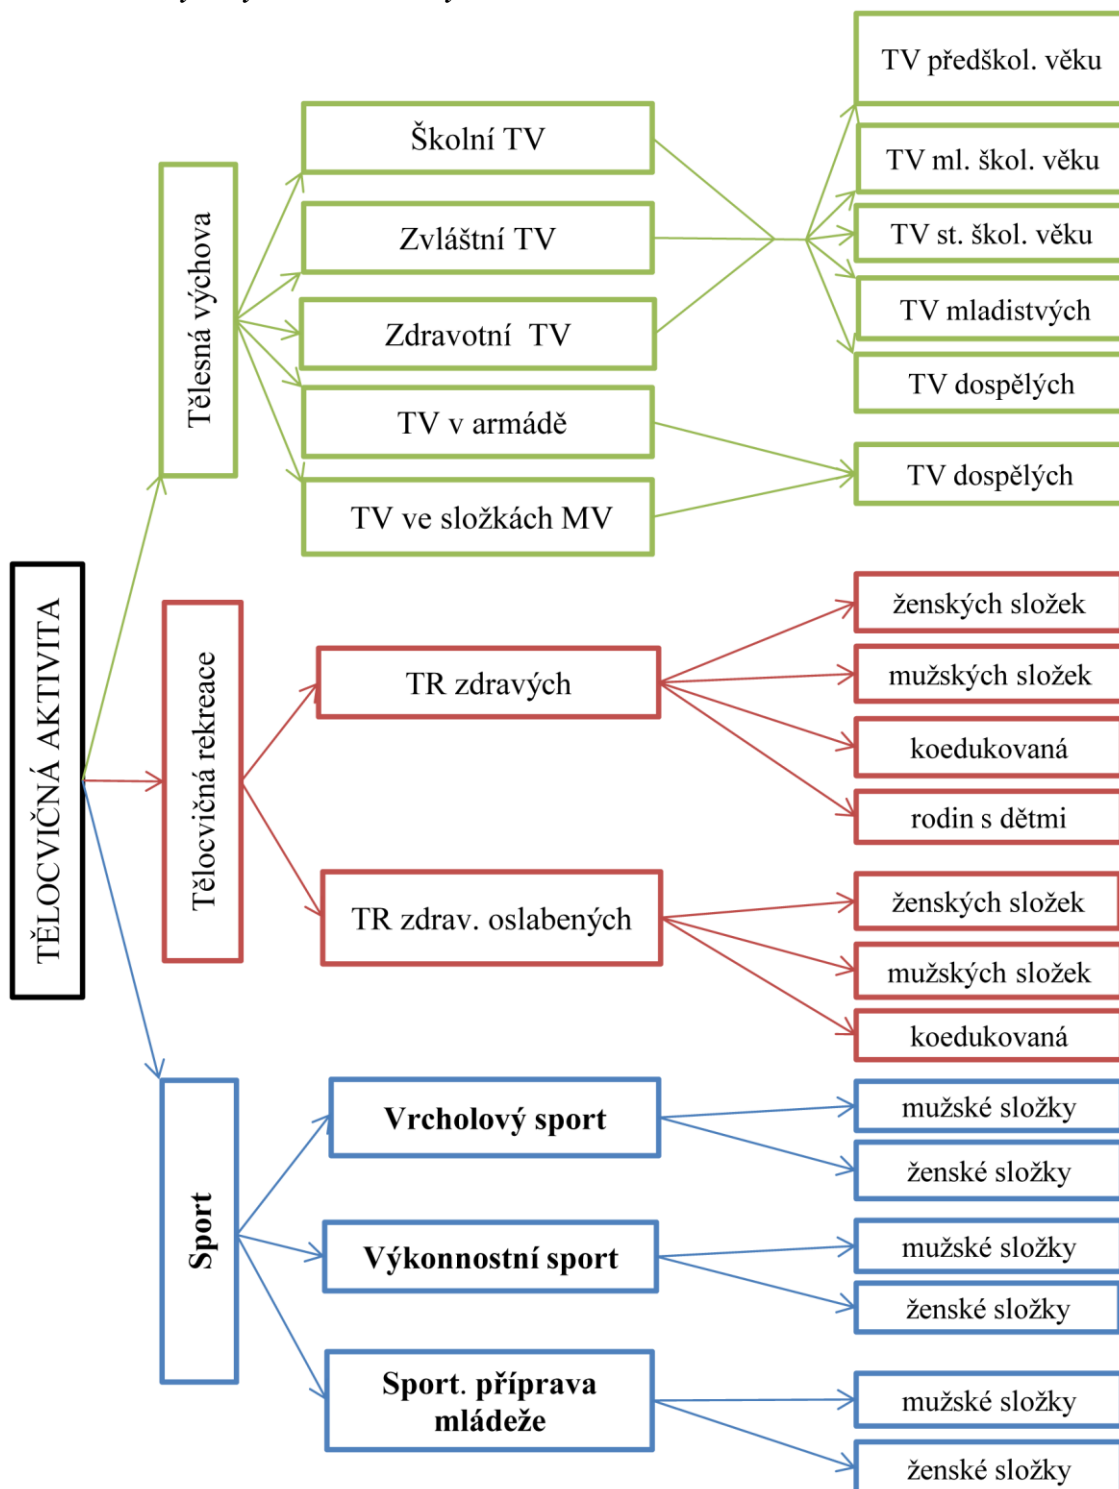 TV předškol. věku
Školní TV
TV ml. škol. věku
Zvláštní TV
TV st. škol. věku
Tělesná výchova
Zdravotní TV
TV mladistvých
TV dospělých
TV v armádě
TV dospělých
TV ve složkách MV
TĚLOCVIČNÁ AKTIVITA
Tělocvičná rekreace
TR zdravých
ženských složek
mužských složek
koedukovaná
rodin s dětmi
TR zdrav. oslabených
ženských složek
mužských složek
koedukovaná
Sport
Vrcholový sport
mužské složky
ženské složky
Výkonnostní sport
mužské složky
ženské složky
Sport. příprava
mládeže
mužské složky
ženské složky